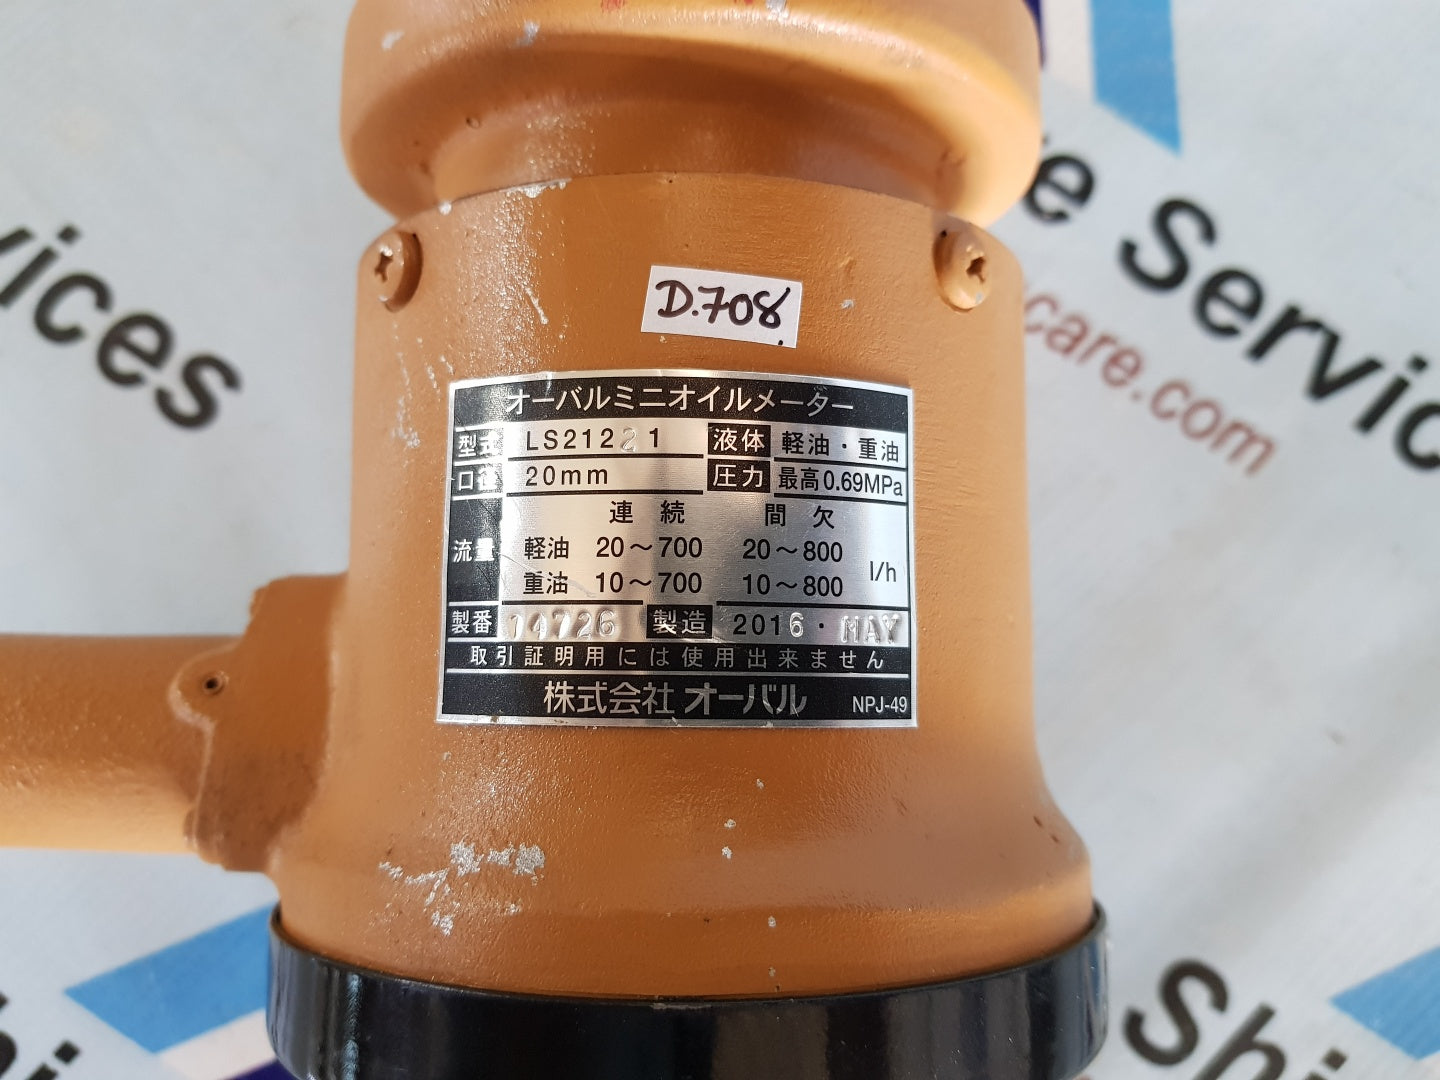 D.708
オーバルミニオイルメーター
型式 LS21221 液体 軽油・重油
口径 20mm 圧力 最高0.69MPa
連続 間欠
流量 軽油 20～700 20～800 l/h
重油 10～700 10～800
製番 14726 製造 2016・MAY
取引証明用には使用出来ません
株式会社オーバル NPJ-49
vices
e Service
care.com
Shi